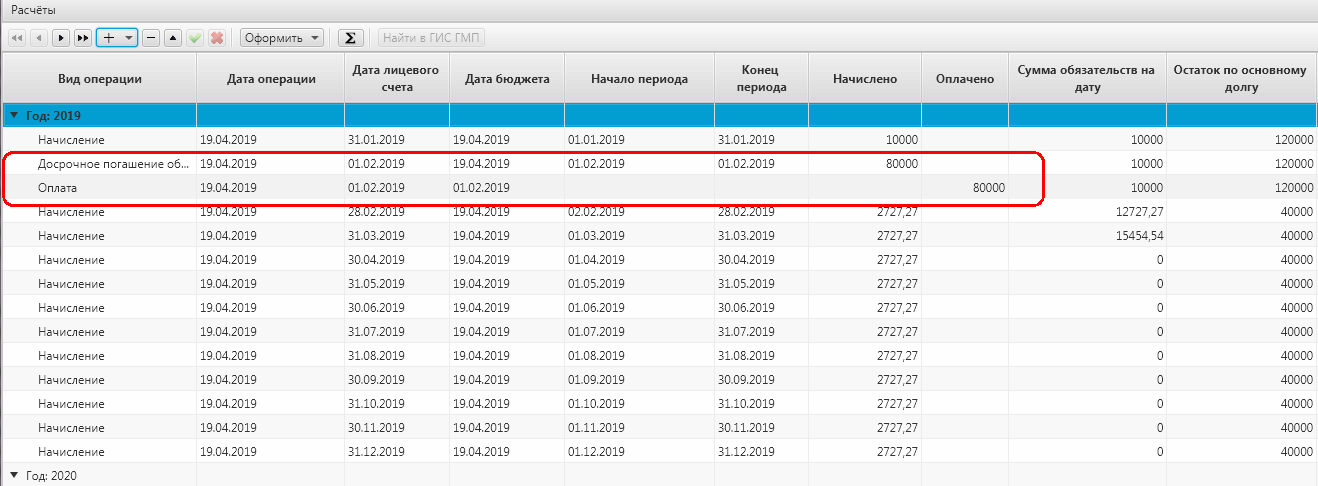 Расчёты
Оформить Σ Найти в ГИС ГМП
Вид операции Дата операции Дата лицевого счета Дата бюджета Начало периода Конец периода Начислено Оплачено Сумма обязательств на дату Остаток по основному долгу
Год: 2019
Начисление 19.04.2019 31.01.2019 19.04.2019 01.01.2019 31.01.2019 10000 10000 120000
Досрочное погашение об... 19.04.2019 01.02.2019 19.04.2019 01.02.2019 01.02.2019 80000 10000 120000
Оплата 19.04.2019 01.02.2019 01.02.2019 80000 10000 120000
Начисление 19.04.2019 28.02.2019 19.04.2019 02.02.2019 28.02.2019 2727,27 12727,27 40000
Начисление 19.04.2019 31.03.2019 19.04.2019 01.03.2019 31.03.2019 2727,27 15454,54 40000
Начисление 19.04.2019 30.04.2019 19.04.2019 01.04.2019 30.04.2019 2727,27 0 40000
Начисление 19.04.2019 31.05.2019 19.04.2019 01.05.2019 31.05.2019 2727,27 0 40000
Начисление 19.04.2019 30.06.2019 19.04.2019 01.06.2019 30.06.2019 2727,27 0 40000
Начисление 19.04.2019 31.07.2019 19.04.2019 01.07.2019 31.07.2019 2727,27 0 40000
Начисление 19.04.2019 31.08.2019 19.04.2019 01.08.2019 31.08.2019 2727,27 0 40000
Начисление 19.04.2019 30.09.2019 19.04.2019 01.09.2019 30.09.2019 2727,27 0 40000
Начисление 19.04.2019 31.10.2019 19.04.2019 01.10.2019 31.10.2019 2727,27 0 40000
Начисление 19.04.2019 30.11.2019 19.04.2019 01.11.2019 30.11.2019 2727,27 0 40000
Начисление 19.04.2019 31.12.2019 19.04.2019 01.12.2019 31.12.2019 2727,27 0 40000
Год: 2020